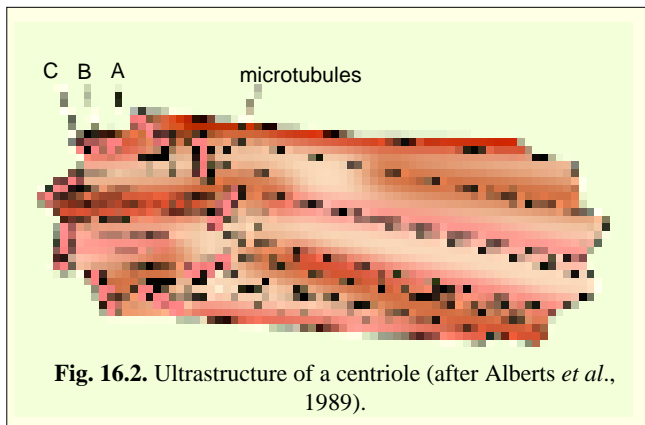 C B A microtubules
Fig. 16.2. Ultrastructure of a centriole (after Alberts et al.,
1989).